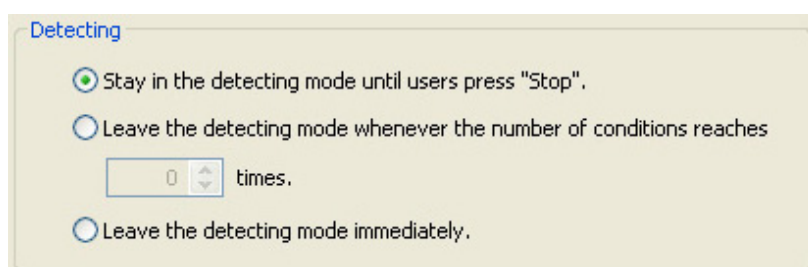 Detecting
Stay in the detecting mode until users press "Stop".
Leave the detecting mode whenever the number of conditions reaches
0 times.
Leave the detecting mode immediately.